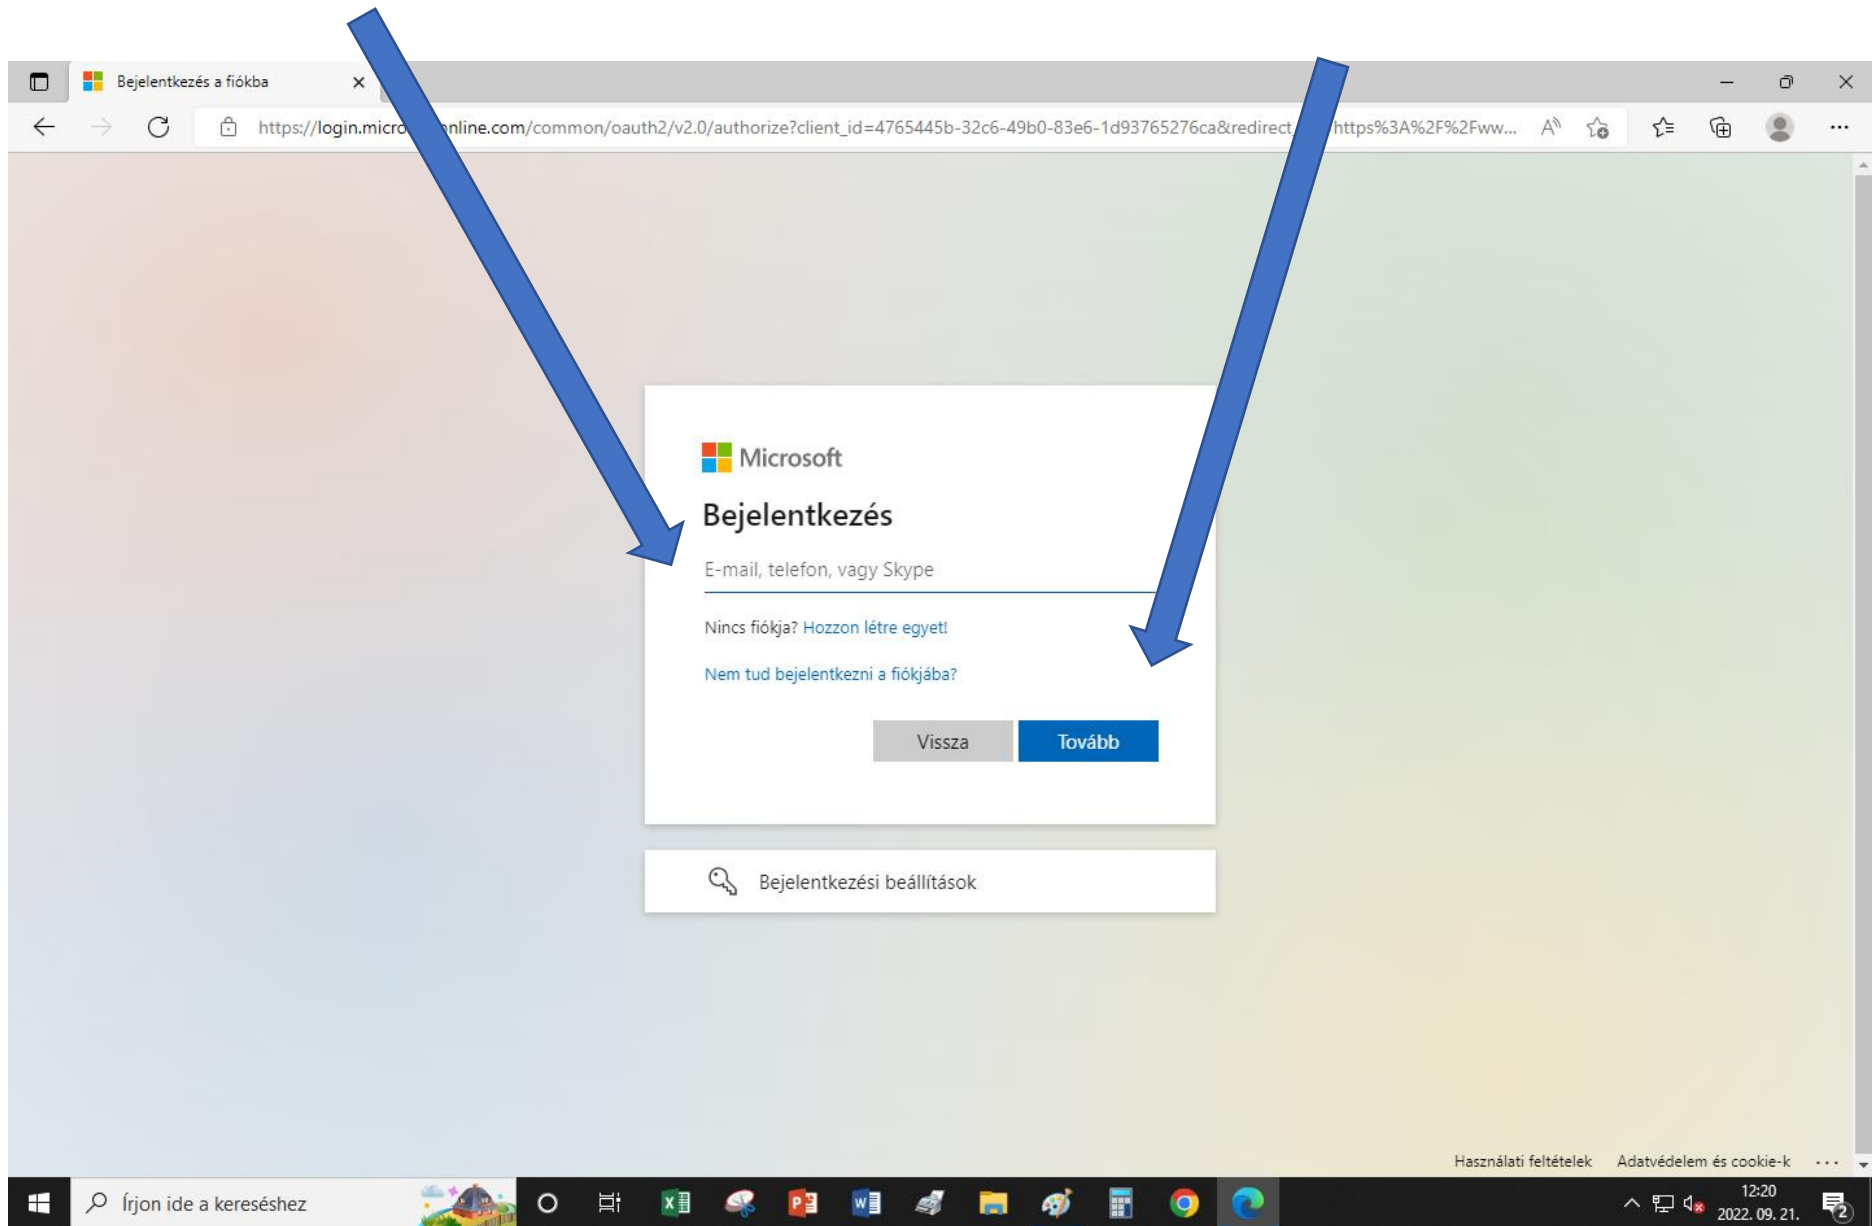 Bejelentkezés a fiókba
https://login.micro nline.com/common/oauth2/v2.0/authorize?client_id=4765445b-32c6-49b0-83e6-1d93765276ca&redirect_ https%3A%2F%2Fww...
Microsoft
Bejelentkezés
E-mail, telefon, vagy Skype
Nincs fiókja? Hozzon létre egyet!
Nem tud bejelentkezni a fiókjába?
Vissza Tovább
Bejelentkezési beállítások
Használati feltételek Adatvédelem és cookie-k ...
Írjon ide a kereséshez
12:20
2022. 09. 21.
2